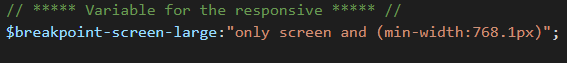 // ***** Variable for the responsive ***** //
$breakpoint-screen-large:"only screen and (min-width:768.1px)";